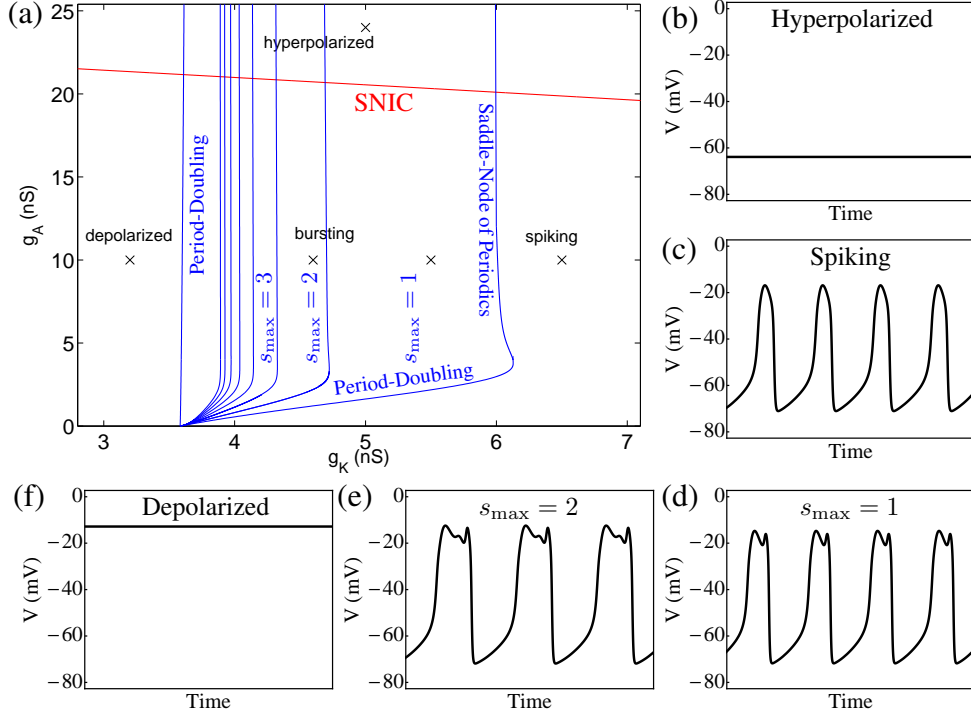 (a)
25
20
15
10
5
0
g_A (nS)
3
4
5
6
7
g_K (nS)
hyperpolarized
SNIC
Period-Doubling
Saddle-Node of Periodics
depolarized
bursting
spiking
s_max = 3
s_max = 2
s_max = 1
Period-Doubling
(b)
Hyperpolarized
0
−20
−40
−60
−80
V (mV)
Time
(c)
Spiking
0
−20
−40
−60
−80
V (mV)
Time
(f)
Depolarized
0
−20
−40
−60
−80
V (mV)
Time
(e)
s_max = 2
0
−20
−40
−60
−80
V (mV)
Time
(d)
s_max = 1
0
−20
−40
−60
−80
V (mV)
Time